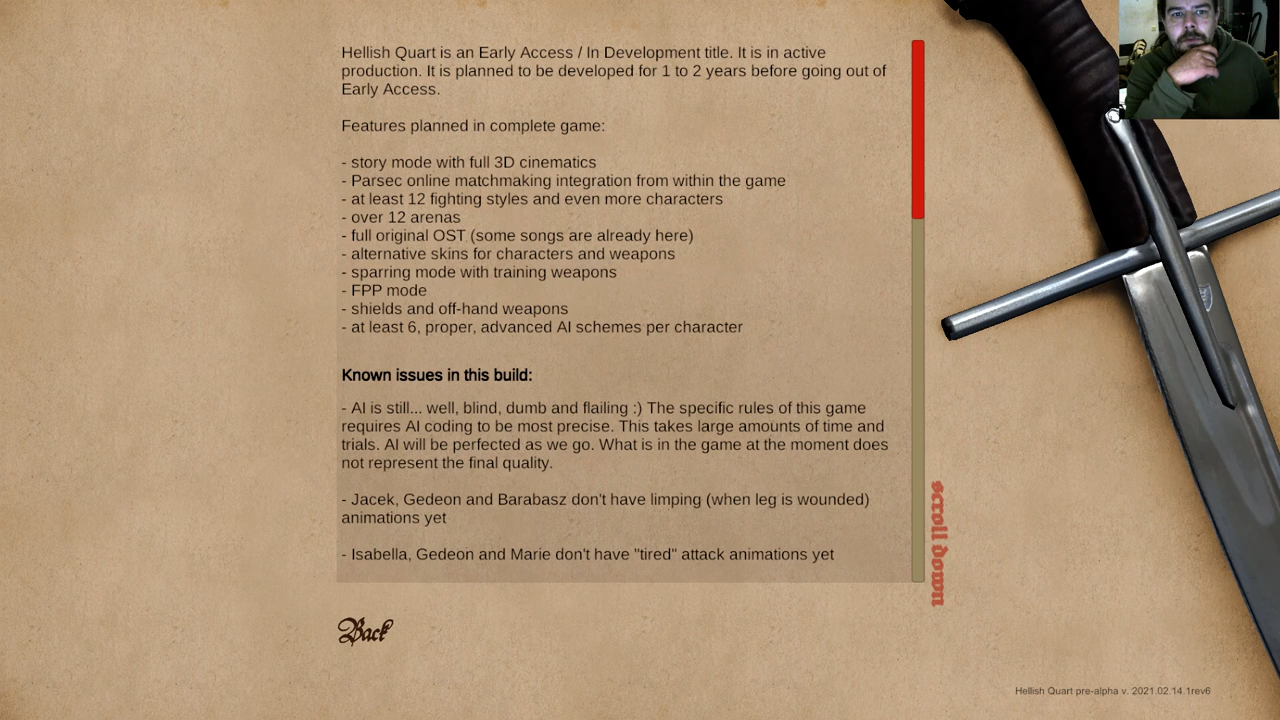 Hellish Quart is an Early Access / In Development title. It is in active
production. It is planned to be developed for 1 to 2 years before going out of
Early Access.
Features planned in complete game:
- story mode with full 3D cinematics
- Parsec online matchmaking integration from within the game
- at least 12 fighting styles and even more characters
- over 12 arenas
- full original OST (some songs are already here)
- alternative skins for characters and weapons
- sparring mode with training weapons
- FPP mode
- shields and off-hand weapons
- at least 6, proper, advanced AI schemes per character
Known issues in this build:
- AI is still... well, blind, dumb and flailing :) The specific rules of this game
requires AI coding to be most precise. This takes large amounts of time and
trials. AI will be perfected as we go. What is in the game at the moment does
not represent the final quality.
- Jacek, Gedeon and Barabasz don't have limping (when leg is wounded)
animations yet
- Isabella, Gedeon and Marie don't have "tired" attack animations yet
scroll down
Back
Hellish Quart pre-alpha v. 2021.02.14.1rev6